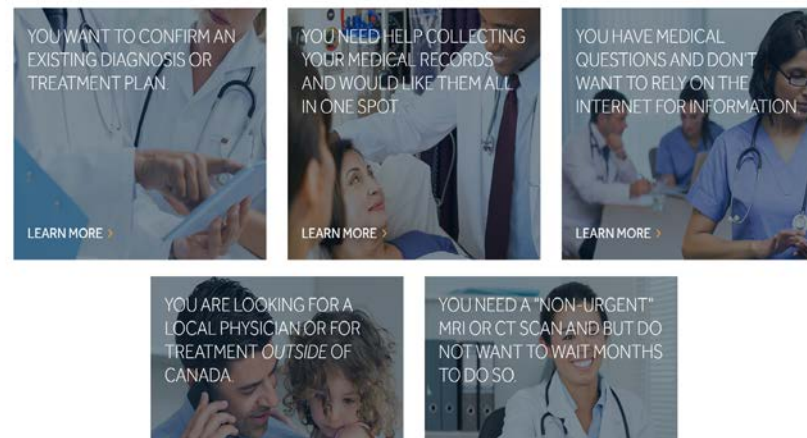 YOU WANT TO CONFIRM AN
EXISTING DIAGNOSIS OR
TREATMENT PLAN.
LEARN MORE >
YOU NEED HELP COLLECTING
YOUR MEDICAL RECORDS
AND WOULD LIKE THEM ALL
IN ONE SPOT
LEARN MORE >
YOU HAVE MEDICAL
QUESTIONS AND DON'T
WANT TO RELY ON THE
INTERNET FOR INFORMATION
LEARN MORE >
YOU ARE LOOKING FOR A
LOCAL PHYSICIAN OR FOR
TREATMENT OUTSIDE OF
CANADA.
YOU NEED A "NON-URGENT"
MRI OR CT SCAN AND BUT DO
NOT WANT TO WAIT MONTHS
TO DO SO.